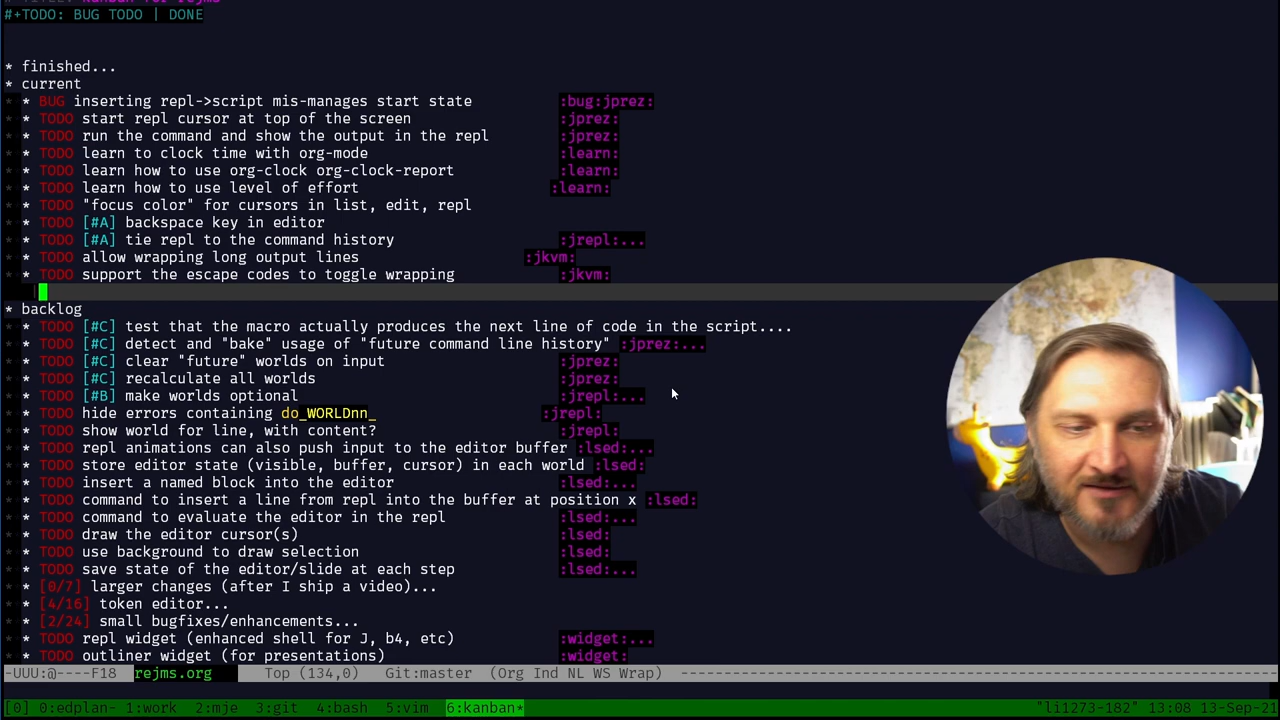 #+TITLE: kanban for rejms
#+TODO: BUG TODO | DONE
* finished...
* current
* * BUG inserting repl->script mis-manages start state :bug:jprez:
* * TODO start repl cursor at top of the screen :jprez:
* * TODO run the command and show the output in the repl :jprez:
* * TODO learn to clock time with org-mode :learn:
* * TODO learn how to use org-clock org-clock-report :learn:
* * TODO learn how to use level of effort :learn:
* * TODO "focus color" for cursors in list, edit, repl
* * TODO [#A] backspace key in editor
* * TODO [#A] tie repl to the command history :jrepl:...
* * TODO allow wrapping long output lines :jkvm:
* * TODO support the escape codes to toggle wrapping :jkvm:
* backlog
* * TODO [#C] test that the macro actually produces the next line of code in the script....
* * TODO [#C] detect and "bake" usage of "future command line history" :jprez:...
* * TODO [#C] clear "future" worlds on input :jprez:
* * TODO [#C] recalculate all worlds :jprez:
* * TODO [#B] make worlds optional :jrepl:...
* * TODO hide errors containing do_WORLDnn_ :jrepl:
* * TODO show world for line, with content? :jrepl:
* * TODO repl animations can also push input to the editor buffer :lsed:...
* * TODO store editor state (visible, buffer, cursor) in each world :lsed:
* * TODO insert a named block into the editor :lsed:...
* * TODO command to insert a line from repl into the buffer at position x :lsed:
* * TODO command to evaluate the editor in the repl :lsed:...
* * TODO draw the editor cursor(s) :lsed:
* * TODO use background to draw selection :lsed:
* * TODO save state of the editor/slide at each step :lsed:...
* * [0/7] larger changes (after I ship a video)...
* * [4/16] token editor...
* * [2/24] small bugfixes/enhancements...
* * TODO repl widget (enhanced shell for J, b4, etc) :widget:...
* * TODO outliner widget (for presentations) :widget:
-UUU:@----F18 rejms.org Top (134,0) Git:master (Org Ind NL WS Wrap) ----------
[0] 0:edplan- 1:work 2:mje 3:git 4:bash 5:vim 6:kanban* "li1273-182" 13:08 13-Sep-21